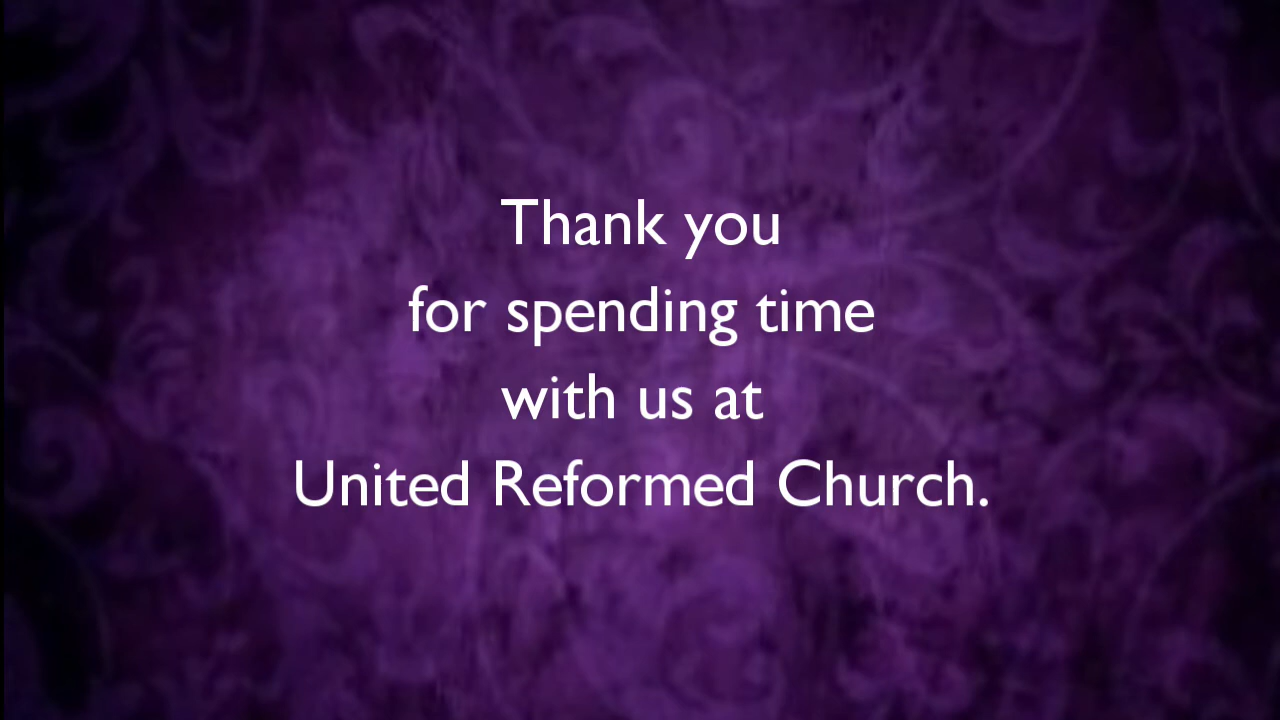 Thank you
for spending time
with us at
United Reformed Church.